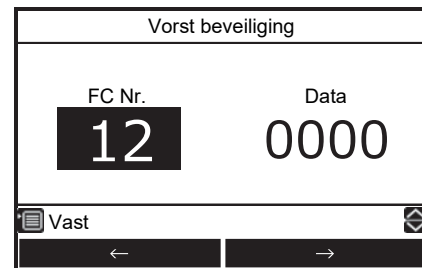 Vorst beveiliging
FC Nr. Data
12 0000
Vast
← →